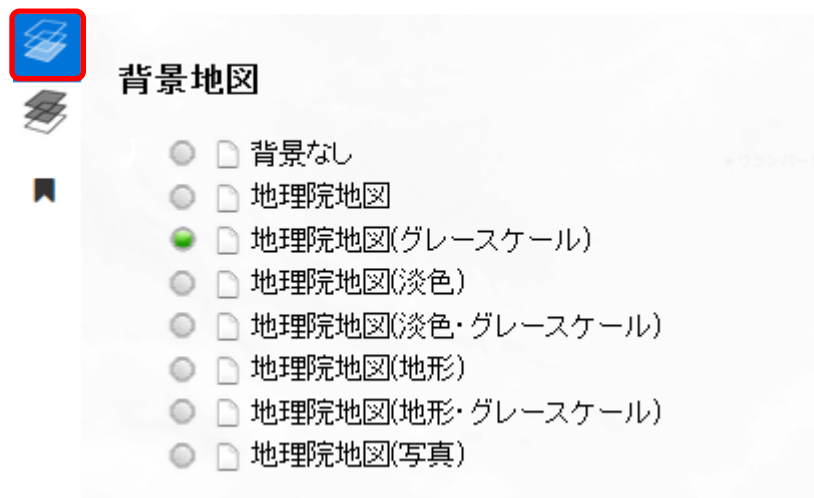 背景地図
背景なし
地理院地図
地理院地図(グレースケール)
地理院地図(淡色)
地理院地図(淡色・グレースケール)
地理院地図(地形)
地理院地図(地形・グレースケール)
地理院地図(写真)